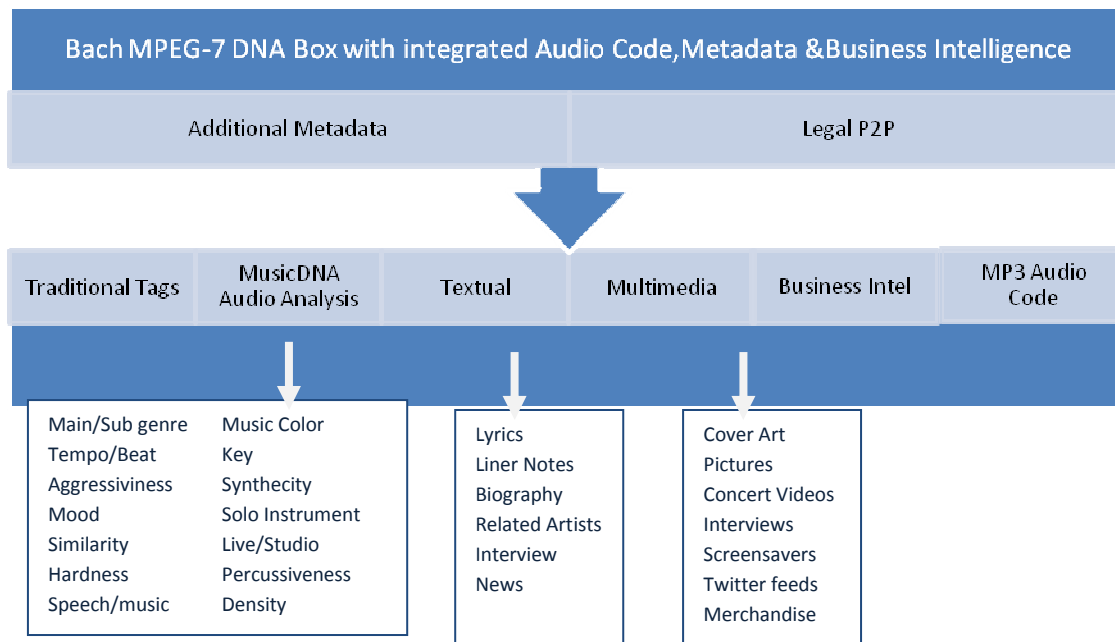 Bach MPEG-7 DNA Box with integrated Audio Code,Metadata &Business Intelligence
Additional Metadata
Legal P2P
Traditional Tags
MusicDNA
Audio Analysis
Textual
Multimedia
Business Intel
MP3 Audio
Code
Main/Sub genre
Tempo/Beat
Aggressiviness
Mood
Similarity
Hardness
Speech/music
Music Color
Key
Synthecity
Solo Instrument
Live/Studio
Percussiveness
Density
Lyrics
Liner Notes
Biography
Related Artists
Interview
News
Cover Art
Pictures
Concert Videos
Interviews
Screensavers
Twitter feeds
Merchandise